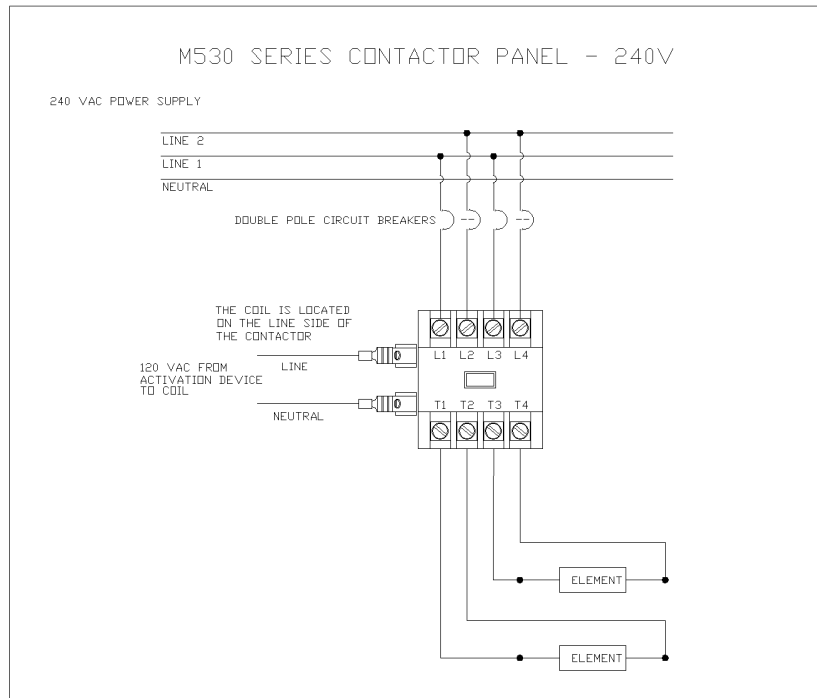 M530 SERIES CONTACTOR PANEL - 240V
240 VAC POWER SUPPLY
LINE 2
LINE 1
NEUTRAL
DOUBLE POLE CIRCUIT BREAKERS
THE COIL IS LOCATED
ON THE LINE SIDE OF
THE CONTACTOR
L1 L2 L3 L4
LINE
120 VAC FROM
ACTIVATION DEVICE
TO COIL
T1 T2 T3 T4
NEUTRAL
ELEMENT
ELEMENT